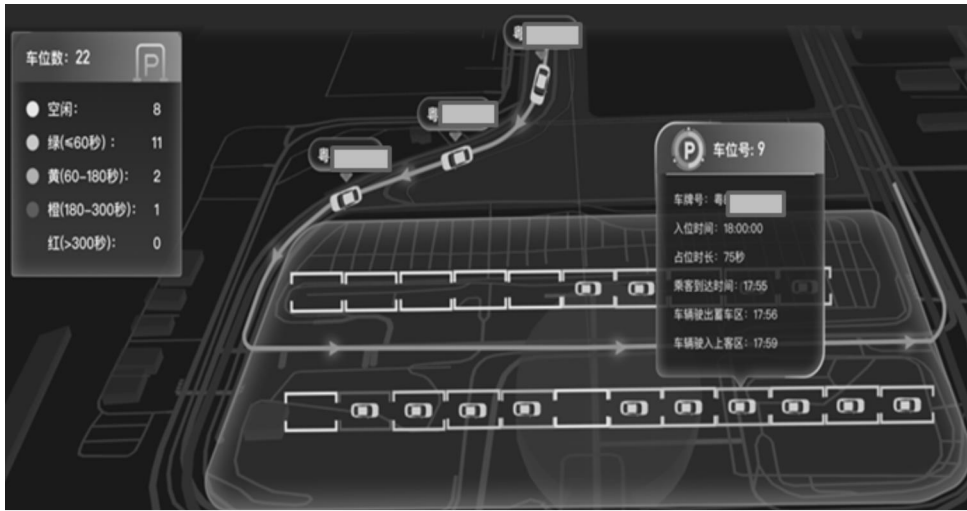 粤
车位数: 22
P
空闲: 8
绿(≤60秒) : 11
黄(60-180秒): 2
橙(180-300秒): 1
红(>300秒): 0
粤
粤
P 车位号: 9
车牌号: 粤
入位时间: 18:00:00
占位时长: 75秒
乘客到达时间: 17:55
车辆驶出蓄车区: 17:56
车辆驶入上客区: 17:59